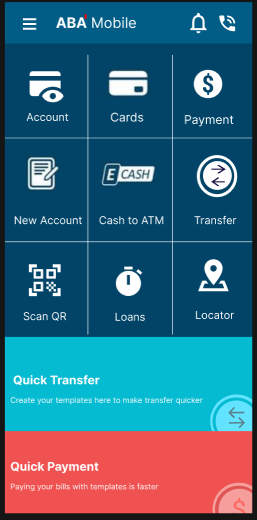 ABA Mobile
Account Cards Payment
E CASH
New Account Cash to ATM Transfer
Scan QR Loans Locator
Quick Transfer
Create your templates here to make transfer quicker
Quick Payment
Paying your bills with templates is faster